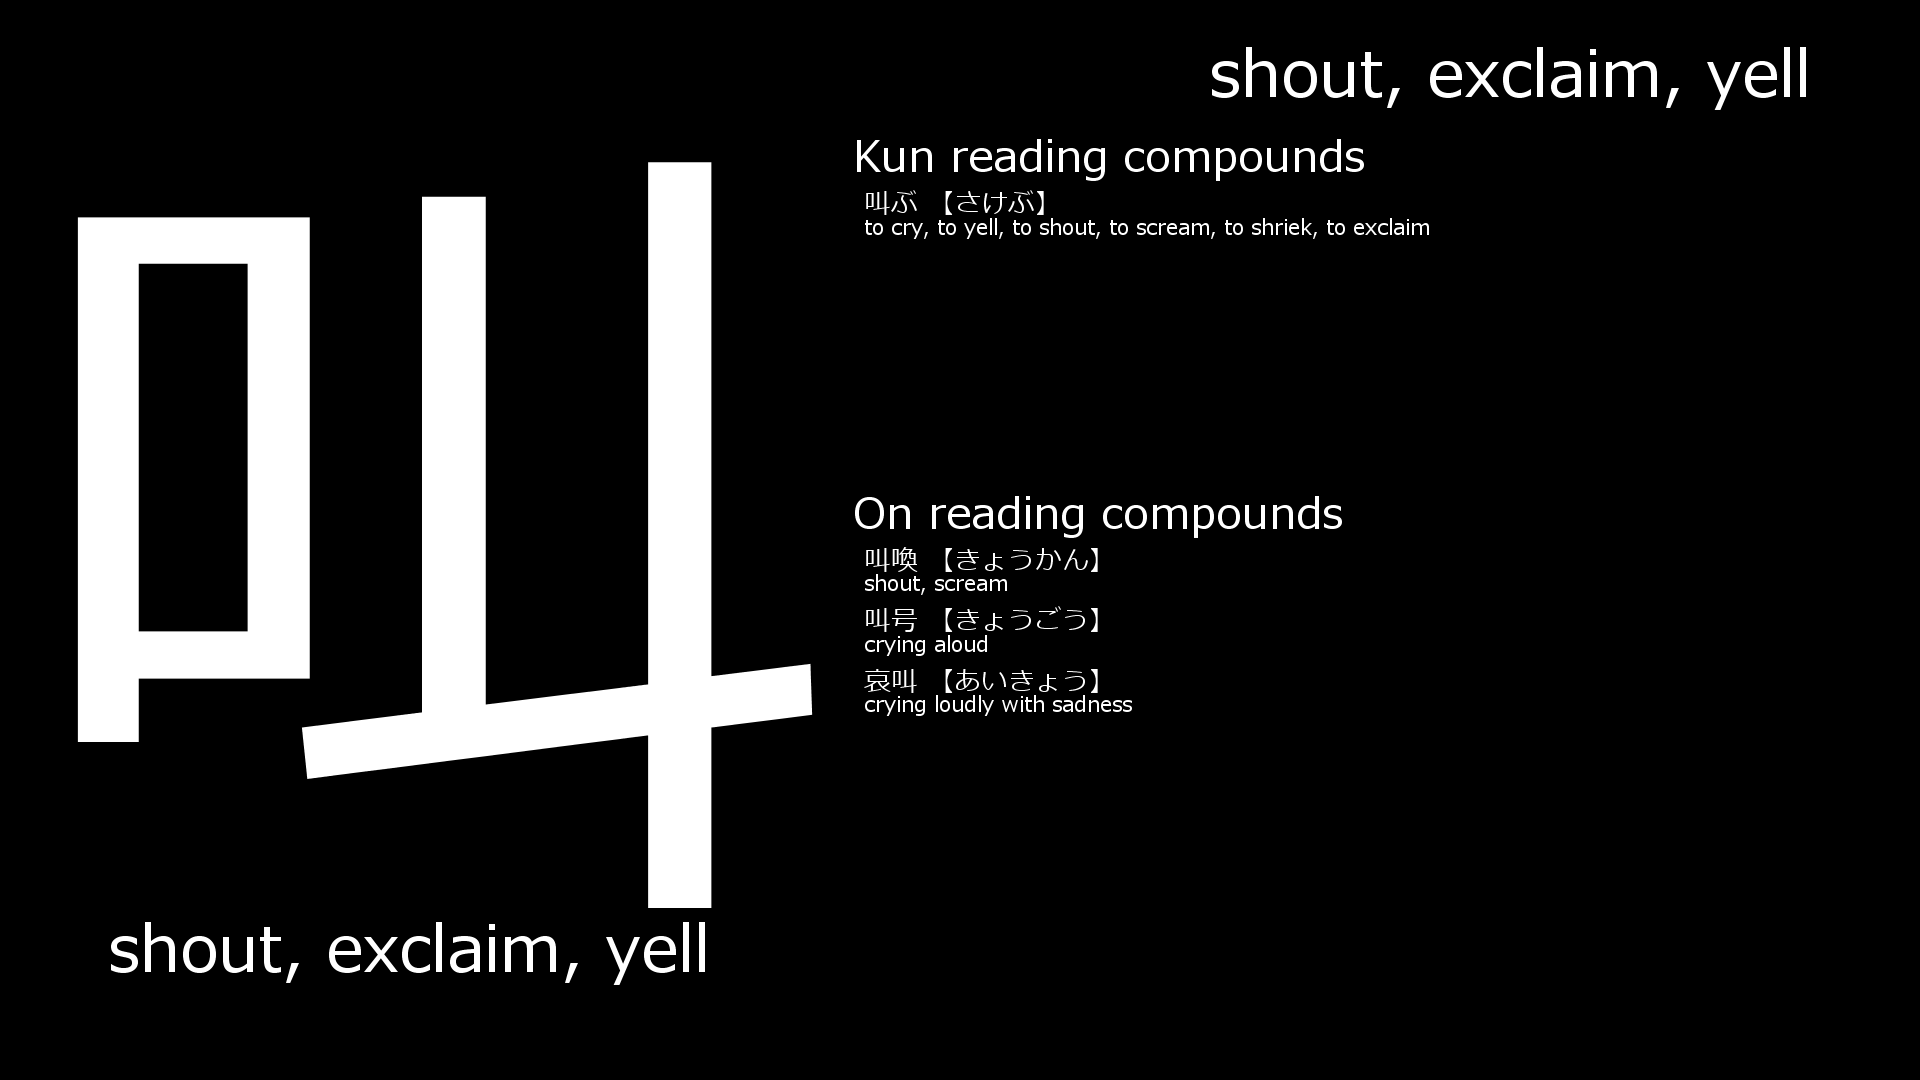 shout, exclaim, yell
叫
Kun reading compounds
叫ぶ 【さけぶ】
to cry, to yell, to shout, to scream, to shriek, to exclaim
On reading compounds
叫喚 【きょうかん】
shout, scream
叫号 【きょうごう】
crying aloud
哀叫 【あいきょう】
crying loudly with sadness
shout, exclaim, yell